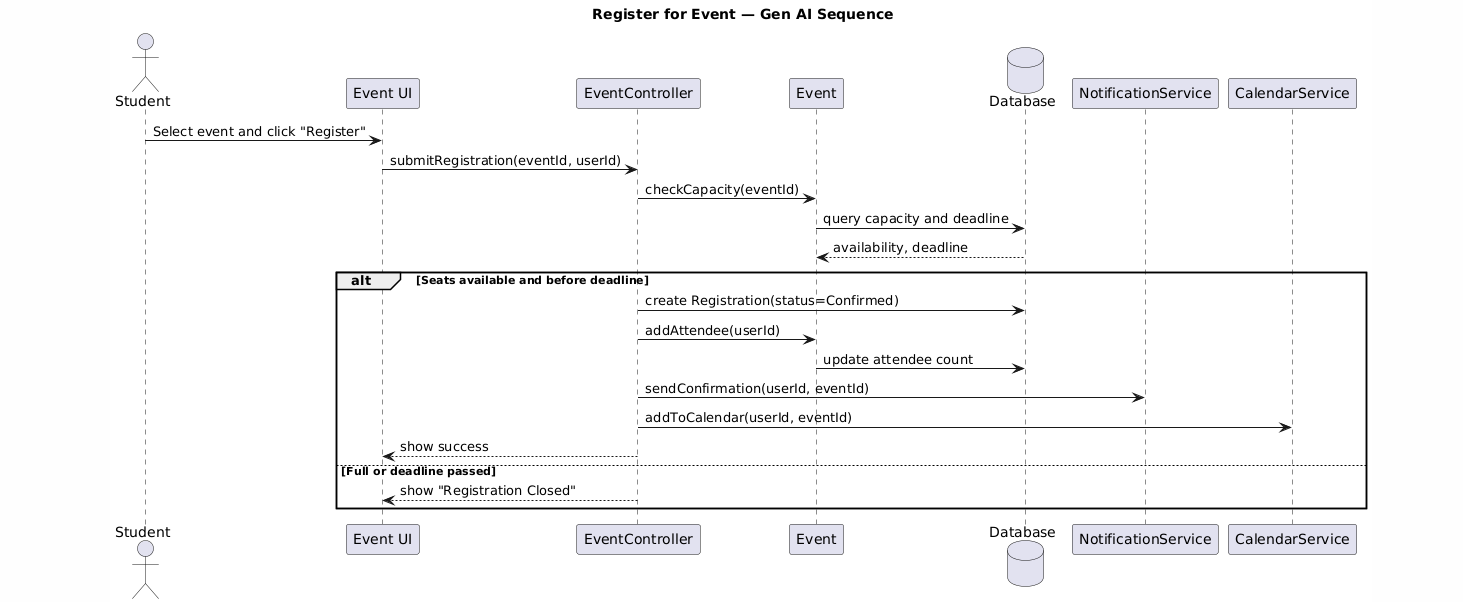 Register for Event — Gen AI Sequence
Student
Event UI
EventController
Event
Database
NotificationService
CalendarService
Select event and click "Register"
submitRegistration(eventId, userId)
checkCapacity(eventId)
query capacity and deadline
availability, deadline
alt
[Seats available and before deadline]
create Registration(status=Confirmed)
addAttendee(userId)
update attendee count
sendConfirmation(userId, eventId)
addToCalendar(userId, eventId)
show success
[Full or deadline passed]
show "Registration Closed"
Student
Event UI
EventController
Event
Database
NotificationService
CalendarService